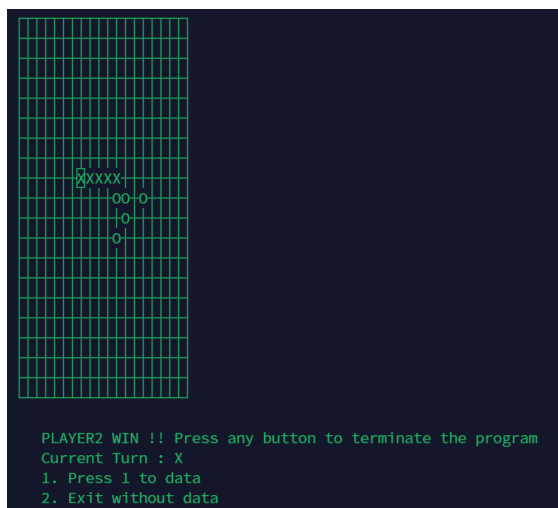 XXXXX
OO O
O
O
PLAYER2 WIN !! Press any button to terminate the program
Current Turn : X
1. Press 1 to data
2. Exit without data